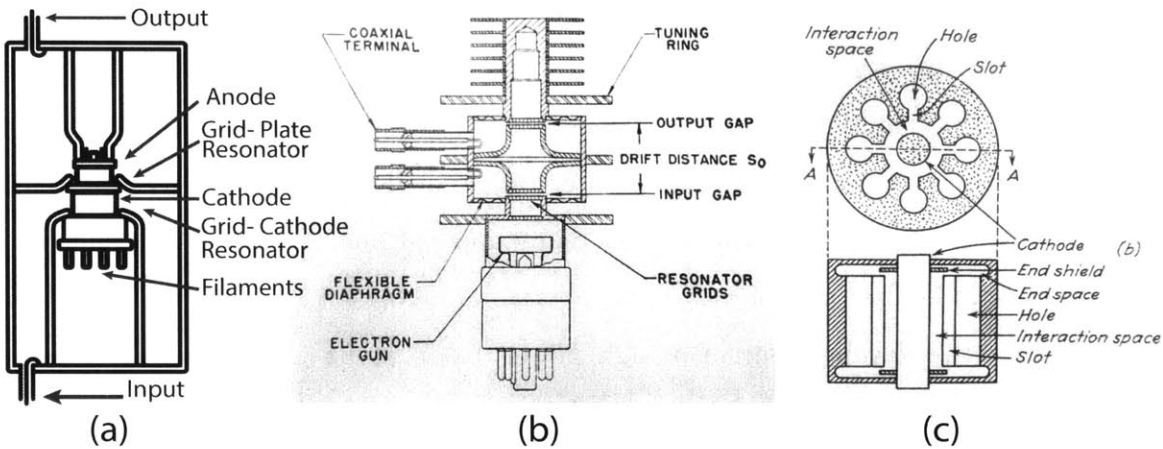 Output
Anode
Grid- Plate
Resonator
Cathode
Grid- Cathode
Resonator
Filaments
Input
(a)
COAXIAL
TERMINAL
TUNING
RING
OUTPUT GAP
DRIFT DISTANCE So
INPUT GAP
FLEXIBLE
DIAPHRAGM
RESONATOR
GRIDS
ELECTRON
GUN
(b)
Interaction
space
Hole
Slot
A
A
Cathode
(b)
End shield
End space
Hole
Interaction space
Slot
(c)